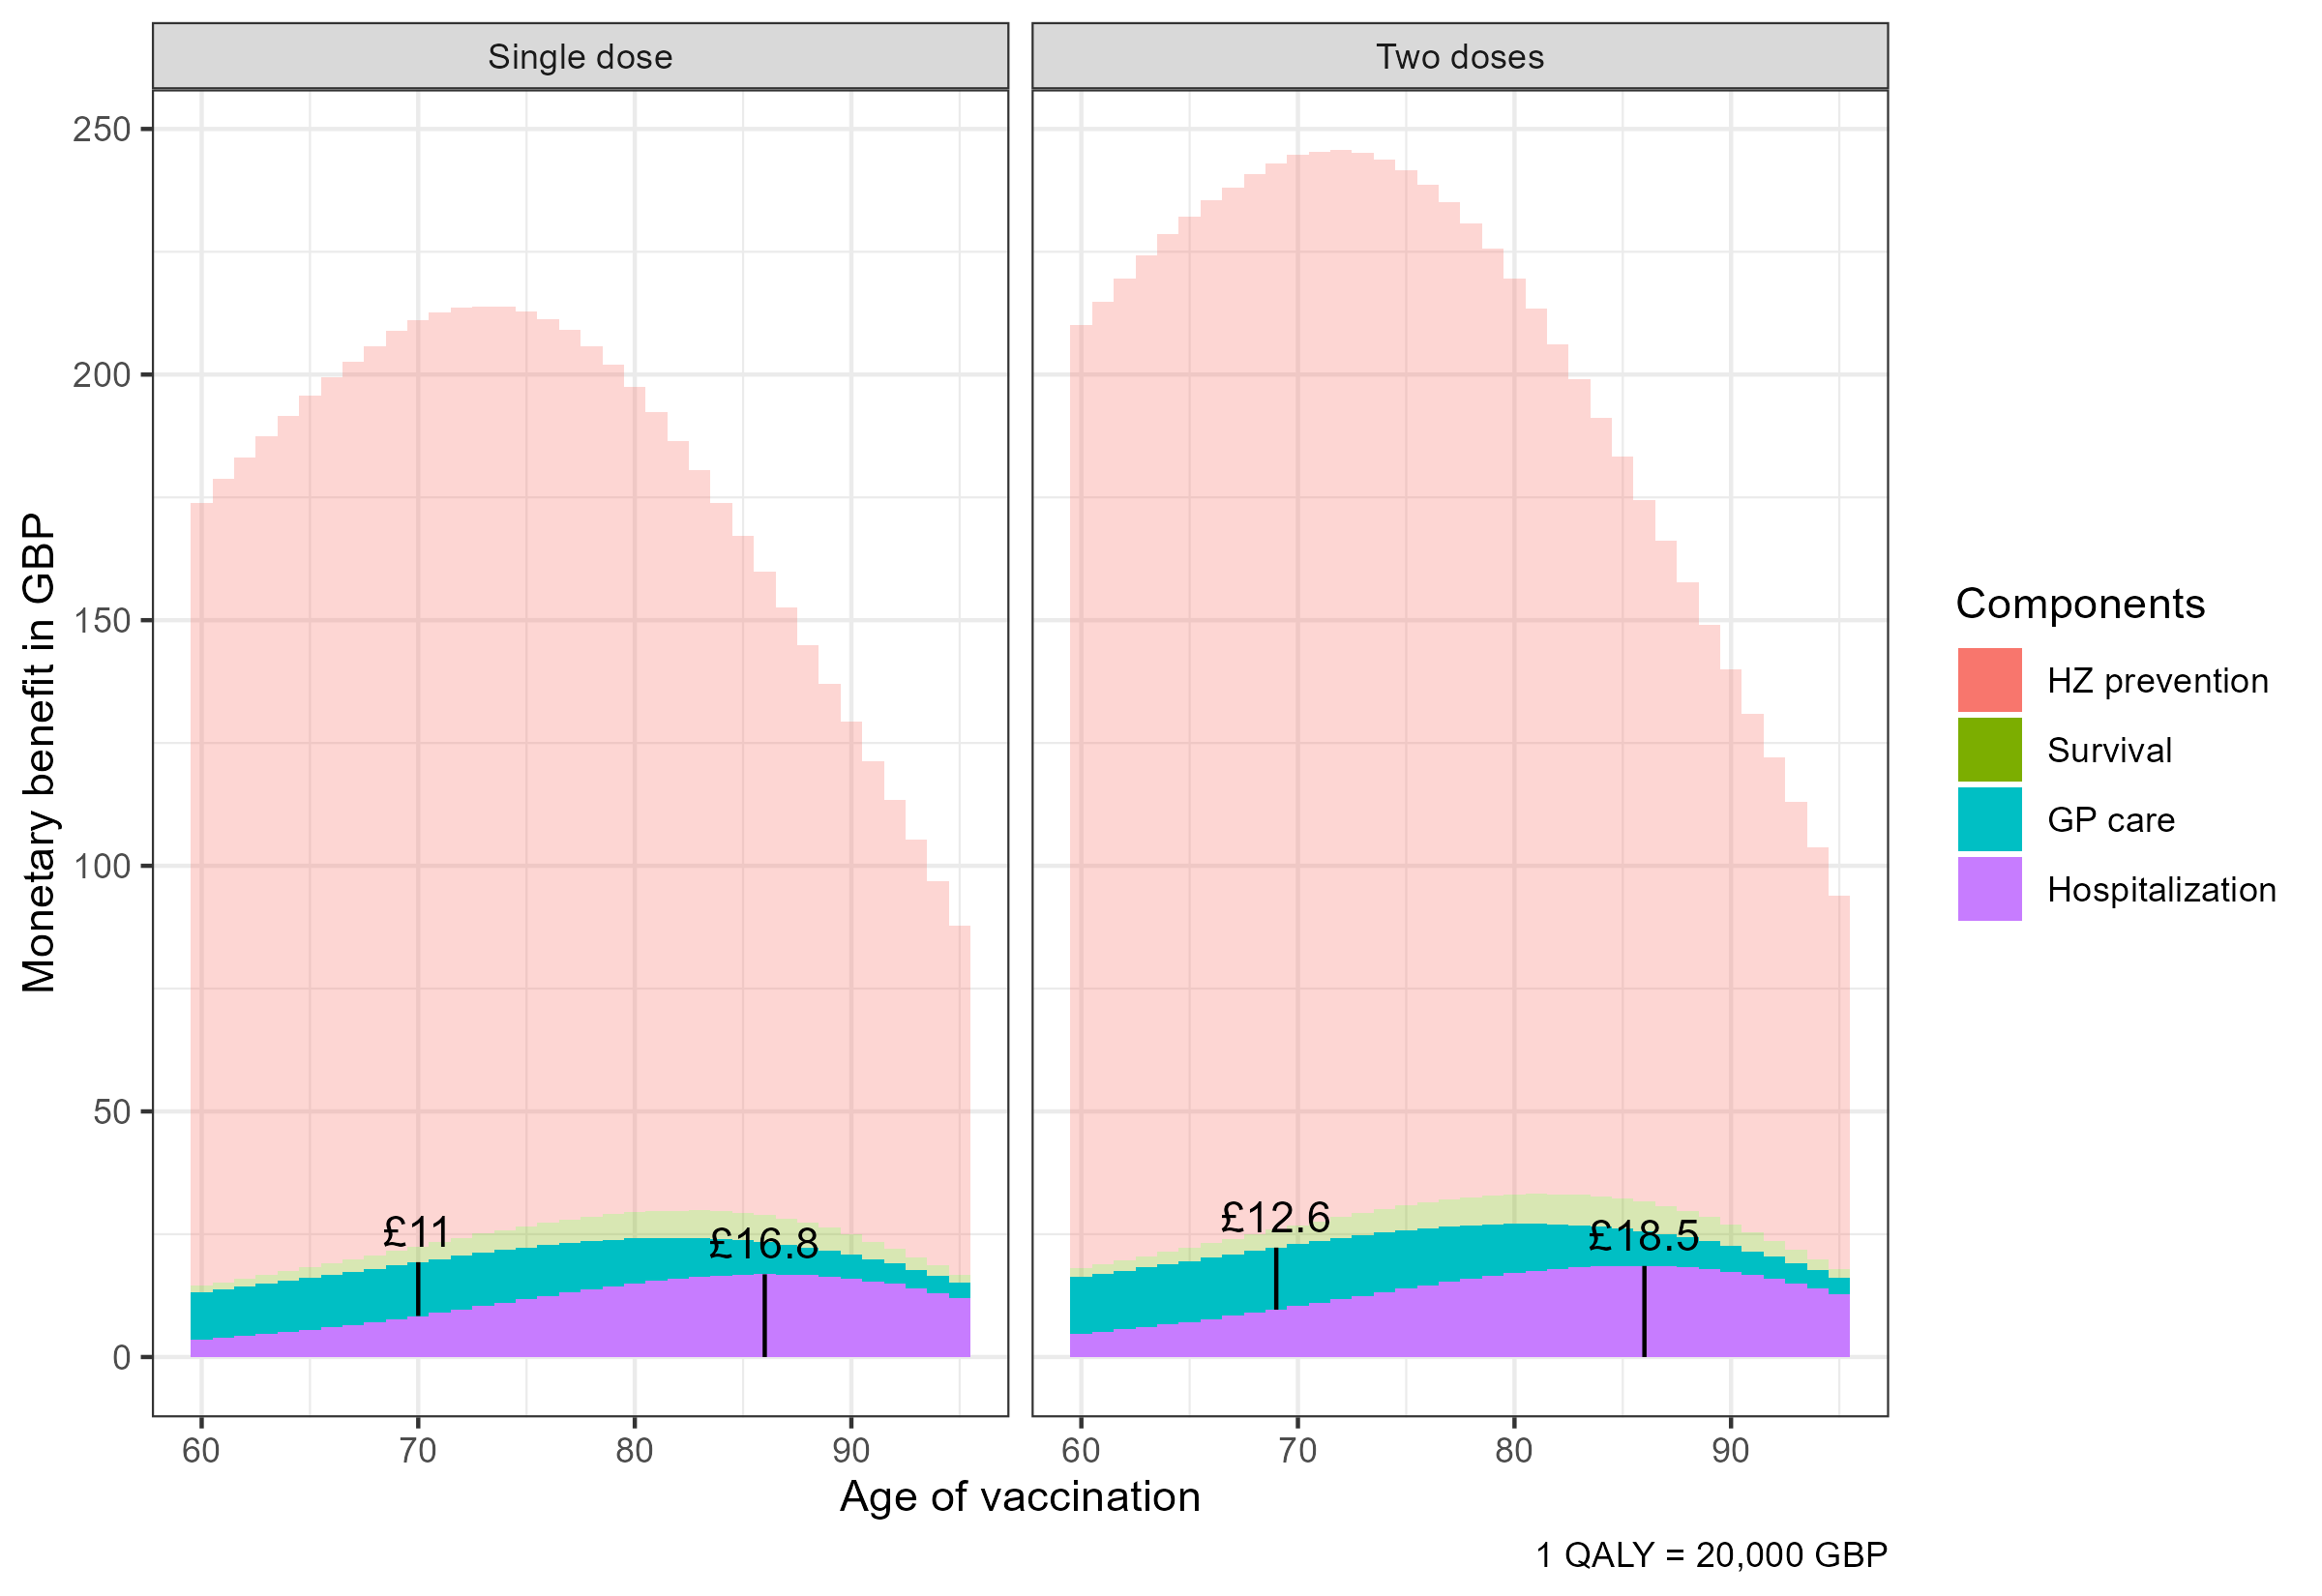 Single dose
Two doses
Monetary benefit in GBP
250
200
150
100
50
0
£11
£16.8
£12.6
£18.5
60
70
80
90
60
70
80
90
Age of vaccination
1 QALY = 20,000 GBP
Components
HZ prevention
Survival
GP care
Hospitalization